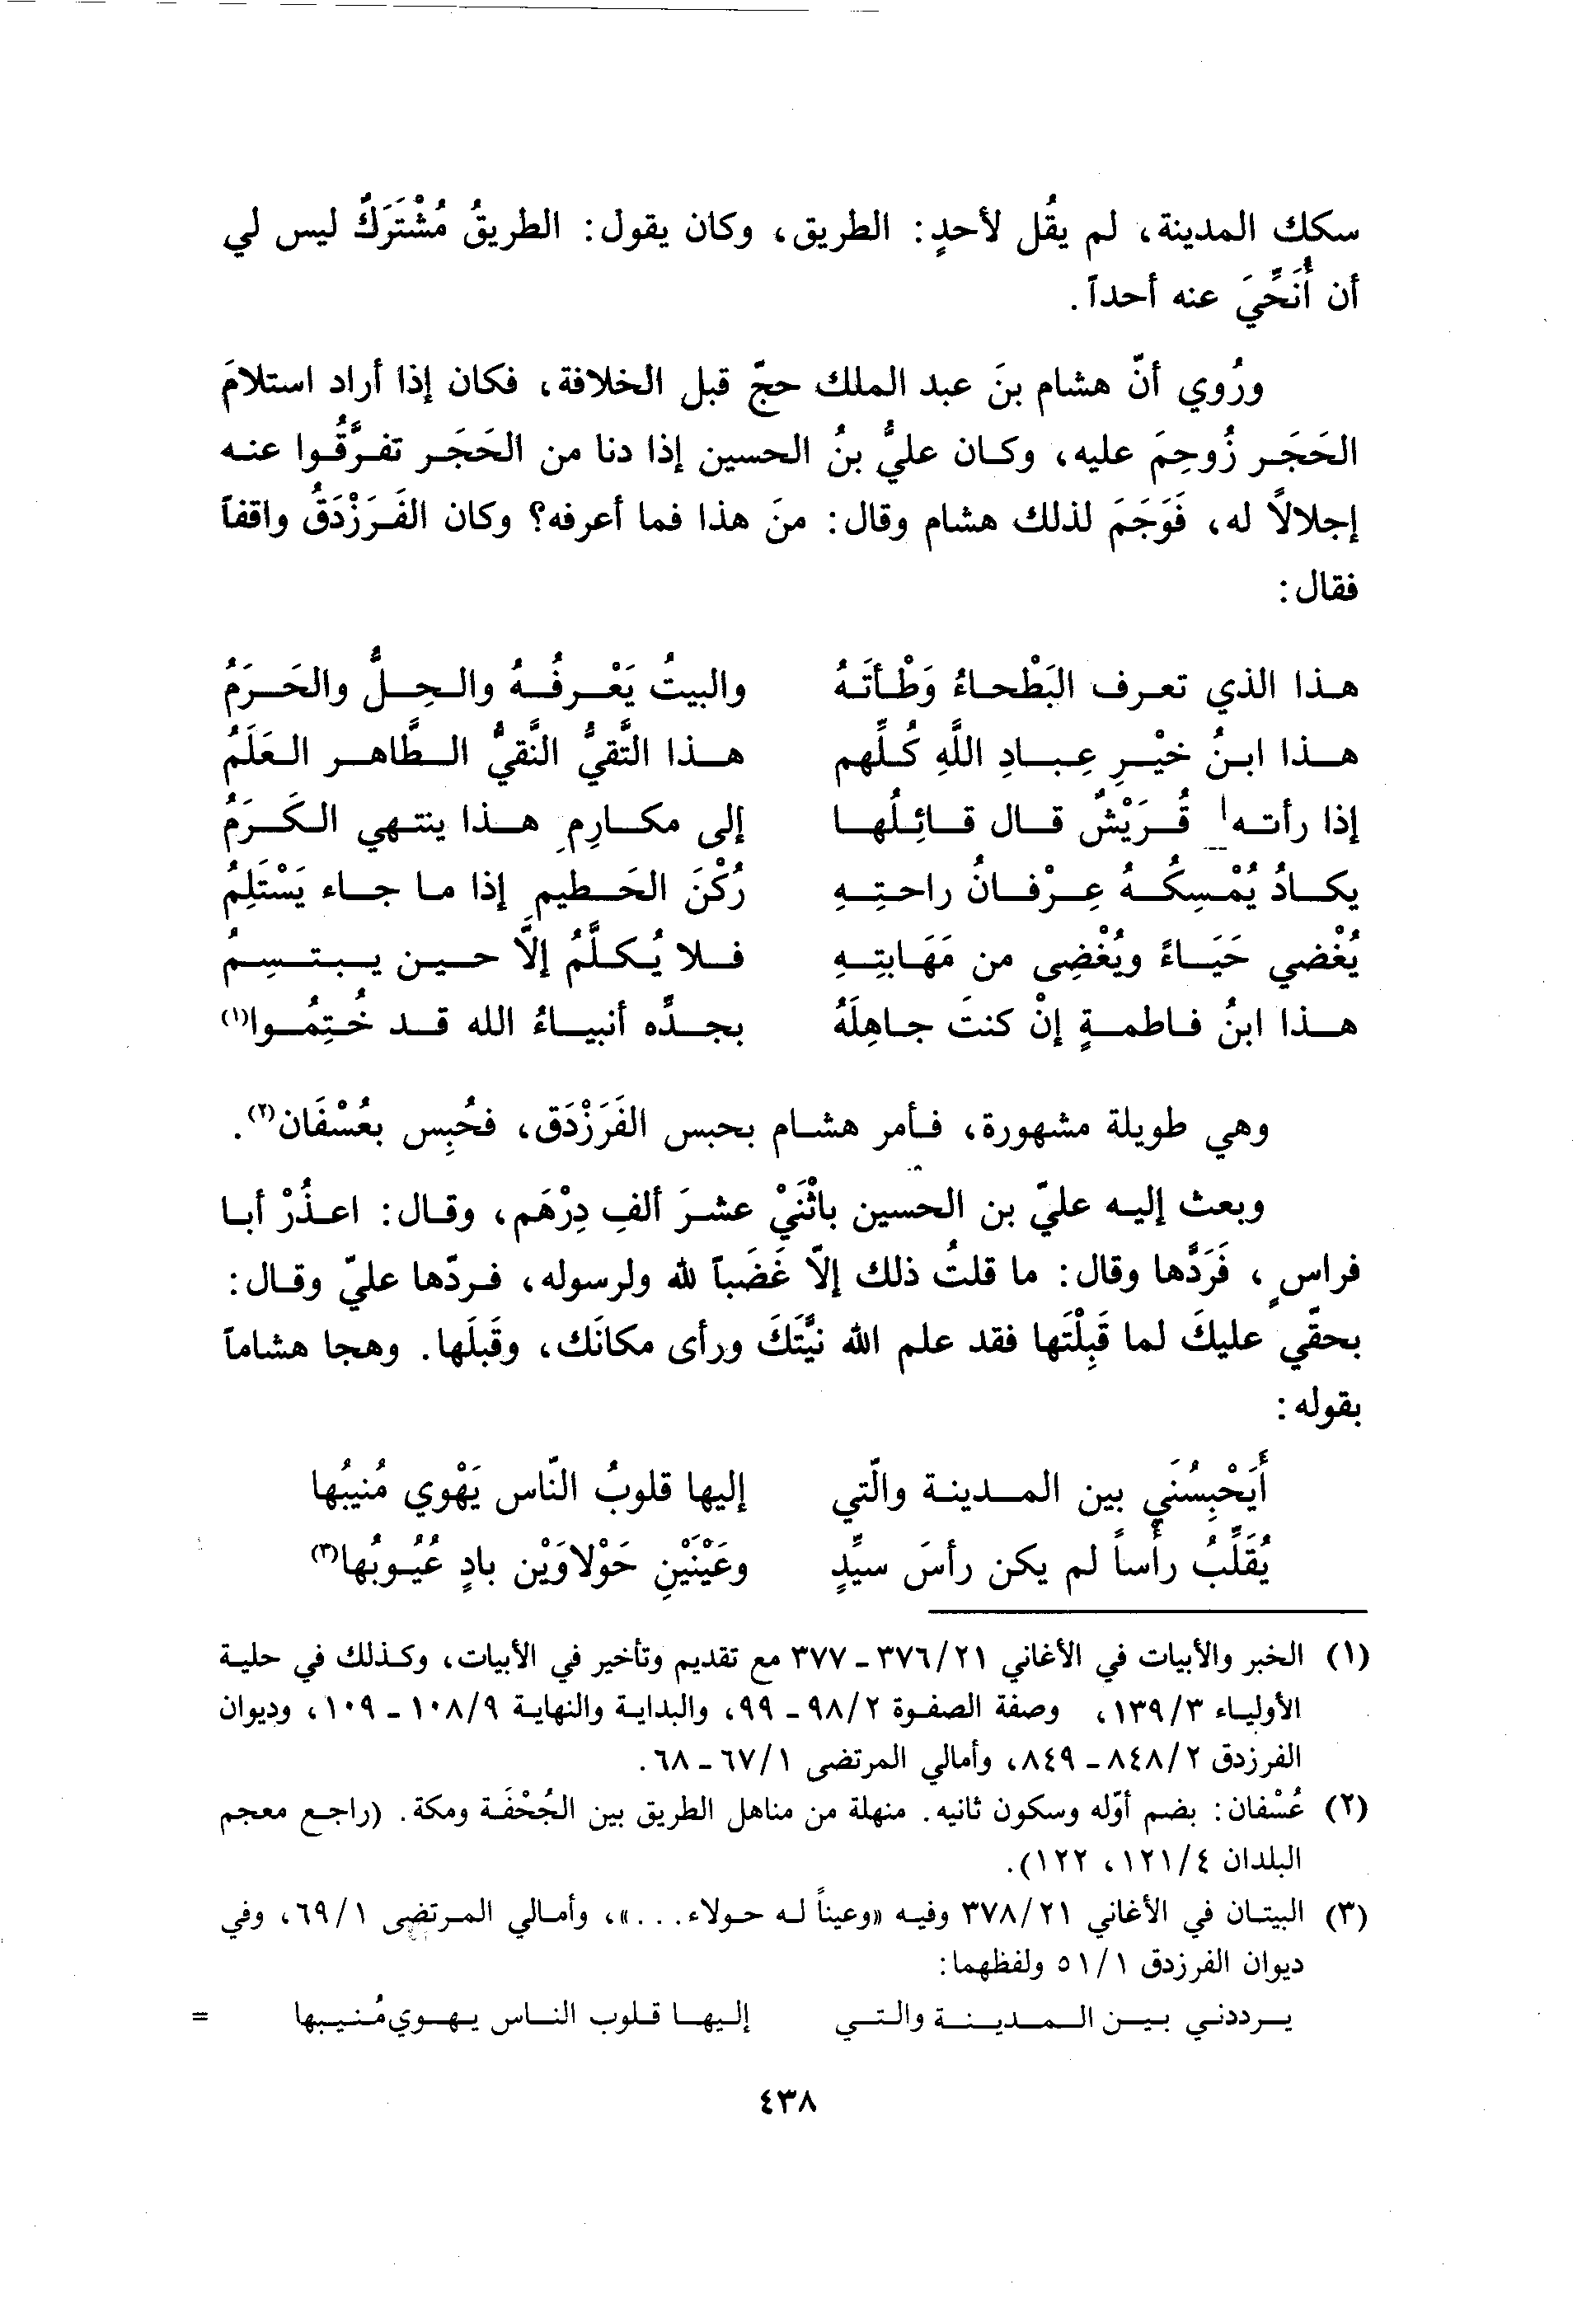 سكك المدينة، لم يقُل لأحدٍ: الطريق، وكان يقول: الطريقُ مُشْتَرَكٌ ليس لي
أن أُنَحِّيَ عنه أحداً.
ورُوي أنّ هشام بنَ عبد الملك حجّ قبل الخلافة، فكان إذا أراد استلامَ
الحَجَر زُوحِمَ عليه، وكان عليُّ بنُ الحسين إذا دنا من الحَجَر تفرَّقُوا عنه
إجلالًا له، فَوَجَمَ لذلك هشام وقال: منَ هذا فما أعرفه؟ وكان الفَرَزْدَقُ واقفاً
فقال:
هذا الذي تعرف البَطْحاءُ وَطْأَتَهُ والبيتُ يَعْرفُهُ والحِلُّ والحَرَمُ
هذا ابنُ خيْرِ عِبادِ اللَّهِ كُلِّهم هذا التَّقيُّ النَّقيُّ الطَّاهر العَلَمُ
إذا رأته قُرَيْشٌ قال قائِلُها إلى مكارِمِ هذا ينتهي الكَرَمُ
يكادُ يُمْسِكُهُ عِرْفانُ راحتِهِ رُكْنَ الحَطيمِ إذا ما جاء يَسْتَلِمُ
يُغْضي حَيَاءً ويُغْضِى من مَهَابتِهِ فلا يُكلَّمُ إلَّا حين يبتسِمُ
هذا ابنُ فاطمةٍ إنْ كنتَ جاهِلَهُ بجدِّه أنبياءُ الله قد خُتِمُوا(١)
وهي طويلة مشهورة، فأمر هشام بحبس الفَرَزْدَق، فحُبِس بعُسْفَان(٢).
وبعث إليه عليّ بن الحسين باثْنَيْ عشرَ ألفِ دِرْهَم، وقال: اعذُرْ أبا
فراسٍ، فَرَدَّها وقال: ما قلتُ ذلك إلّا غَضَباً لله ولرسوله، فردّها عليّ وقال:
بحقّي عليكَ لما قَبِلْتَها فقد علم الله نيَّتَكَ ورأى مكانَك، وقَبلَها. وهجا هشاماً
بقوله:
أَيَحْبِسُنَي بين المدينة والّتي إليها قلوبُ النّاس يَهْوي مُنيبُها
يُقَلِّبُ رأساً لم يكن رأسَ سيِّدٍ وعَيْنَيْنِ حَوْلاوَيْن بادٍ عُيُوبُها(٣)
(١) الخبر والأبيات في الأغاني ٣٧٦/٢١ - ٣٧٧ مع تقديم وتأخير في الأبيات، وكذلك في حلية
الأولياء ١٣٩/٣، وصفة الصفوة ٩٨/٢ - ٩٩، والبداية والنهاية ١٠٨/٩ - ١٠٩، وديوان
الفرزدق ٨٤٨/٢ - ٨٤٩، وأمالي المرتضى ٦٧/١ - ٦٨.
(٢) عُسْفان: بضم أوّله وسكون ثانيه. منهلة من مناهل الطريق بين الجُحْفَة ومكة. (راجع معجم
البلدان ١٢١/٤، ١٢٢).
(٣) البيتان في الأغاني ٣٧٨/٢١ وفيه «وعيناً له حولاء...»، وأمالي المرتضى ٦٩/١، وفي
ديوان الفرزدق ٥١/١ ولفظهما:
يرددني بين المدينة والتي إليها قلوب الناس يهوي مُنيبها =
٤٣٨